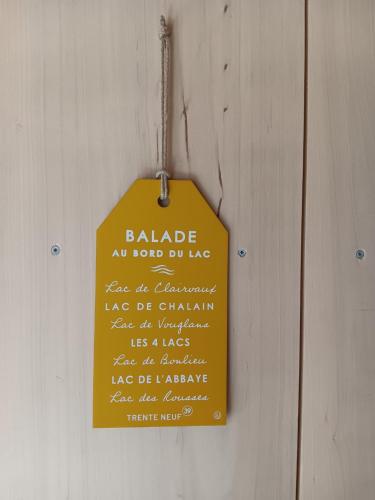 BALADE
AU BORD DU LAC
Lac de Clairvaux
LAC DE CHALAIN
Lac de Vouglans
LES 4 LACS
Lac de Bonlieu
LAC DE L'ABBAYE
Lac des Rousses
TRENTE NEUF 39